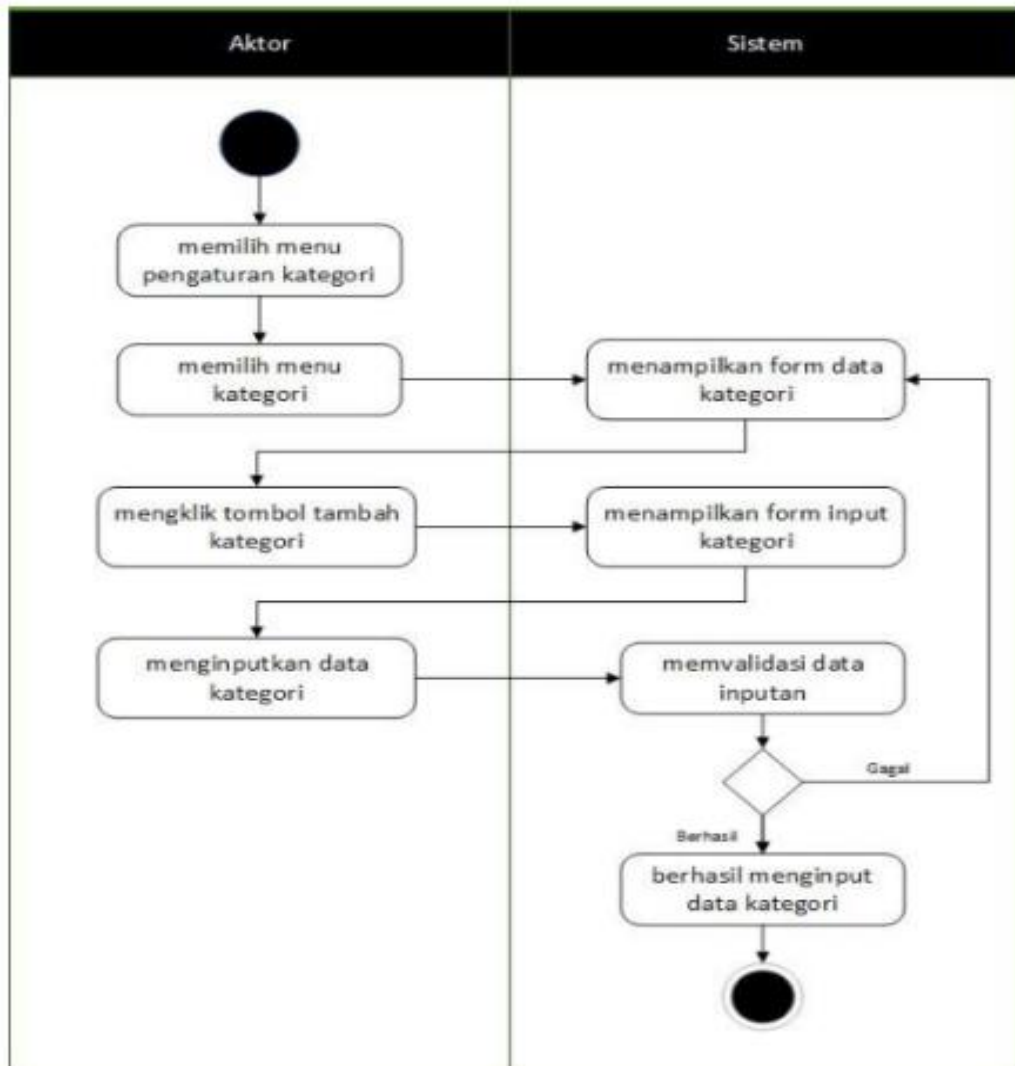 Aktor
Sistem
memilih menu
pengaturan kategori
memilih menu
kategori
menampilkan form data
kategori
mengklik tombol tambah
kategori
menampilkan form input
kategori
menginputkan data
kategori
memvalidasi data
inputan
Gagal
Berhasil
berhasil menginput
data kategori